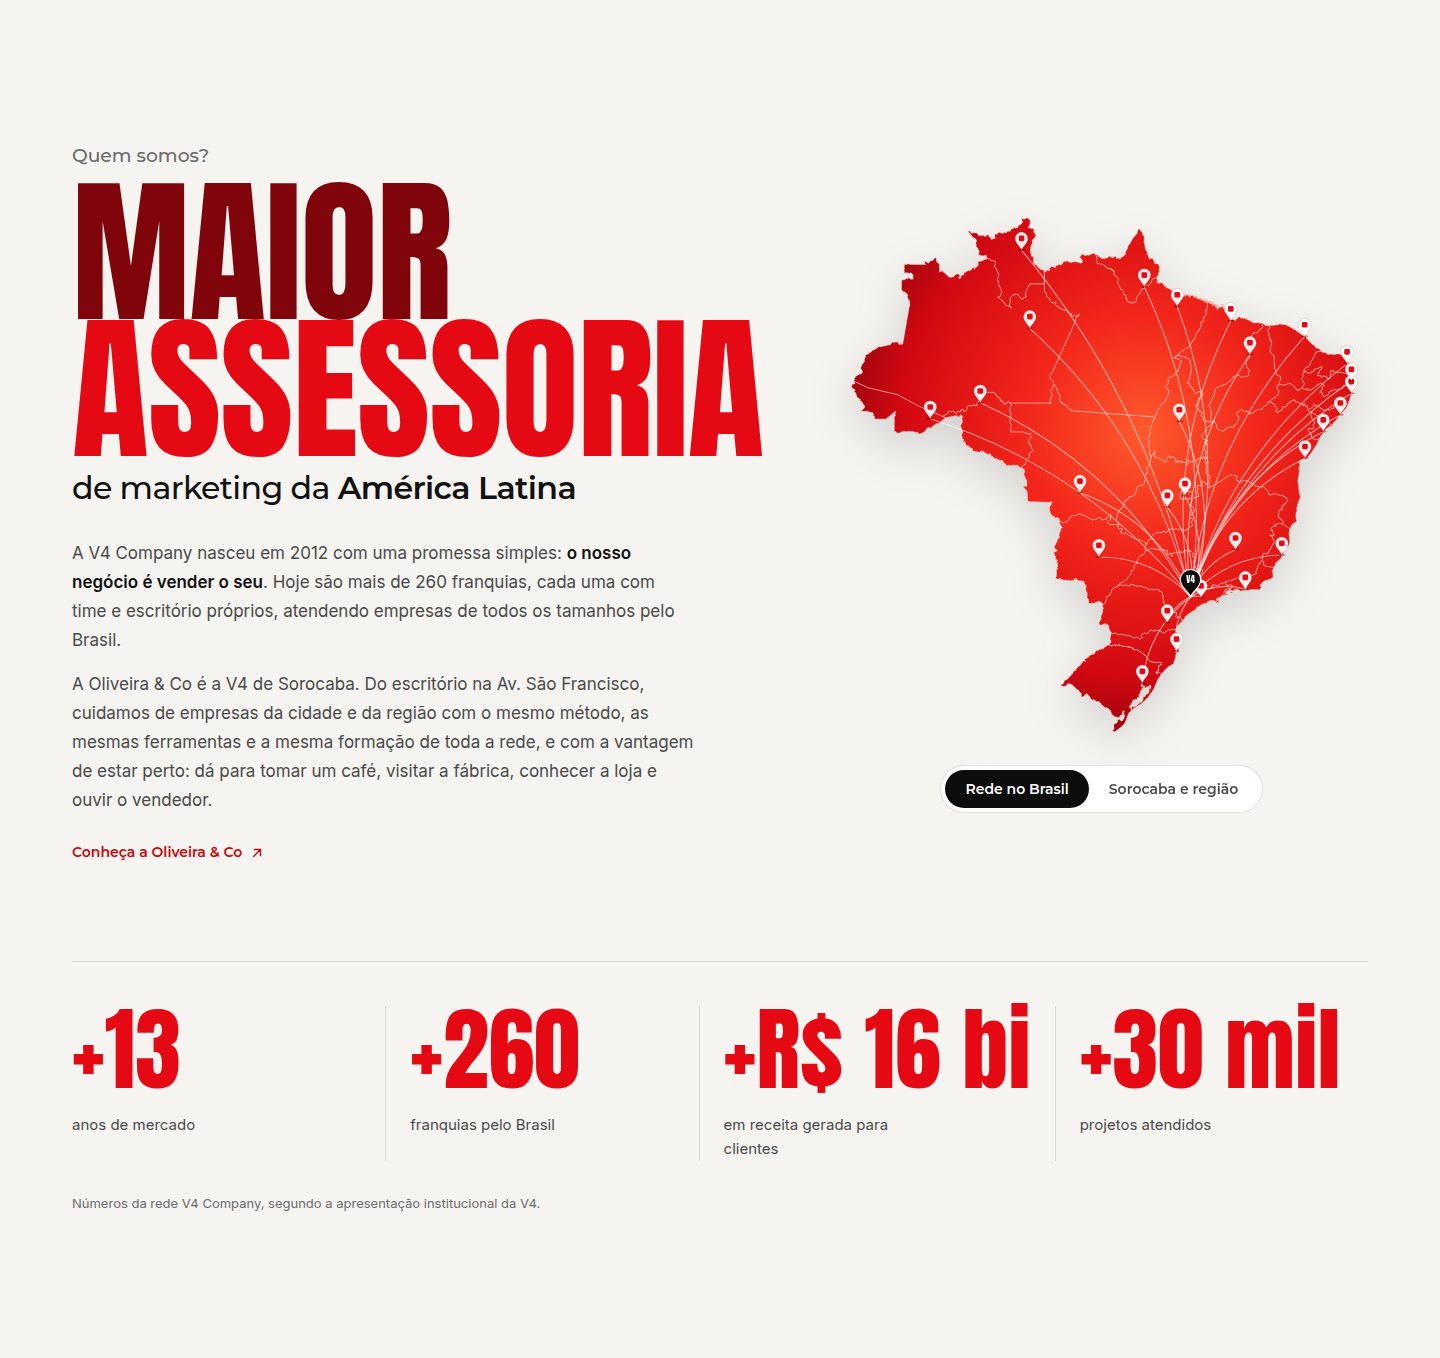 Quem somos?
MAIOR
ASSESSORIA
de marketing da América Latina
A V4 Company nasceu em 2012 com uma promessa simples: o nosso
negócio é vender o seu. Hoje são mais de 260 franquias, cada uma com
time e escritório próprios, atendendo empresas de todos os tamanhos pelo
Brasil.
A Oliveira & Co é a V4 de Sorocaba. Do escritório na Av. São Francisco,
cuidamos de empresas da cidade e da região com o mesmo método, as
mesmas ferramentas e a mesma formação de toda a rede, e com a vantagem
de estar perto: dá para tomar um café, visitar a fábrica, conhecer a loja e
ouvir o vendedor.
Conheça a Oliveira & Co
V4
Rede no Brasil
Sorocaba e região
+13
anos de mercado
+260
franquias pelo Brasil
+R$ 16 bi
em receita gerada para
clientes
+30 mil
projetos atendidos
Números da rede V4 Company, segundo a apresentação institucional da V4.